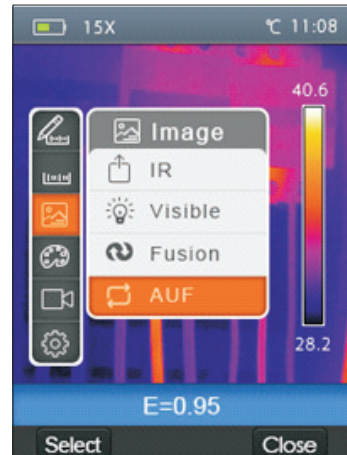 15X ℃ 11:08
40.6
Image
IR
Visible
Fusion
AUF
28.2
E=0.95
Select Close